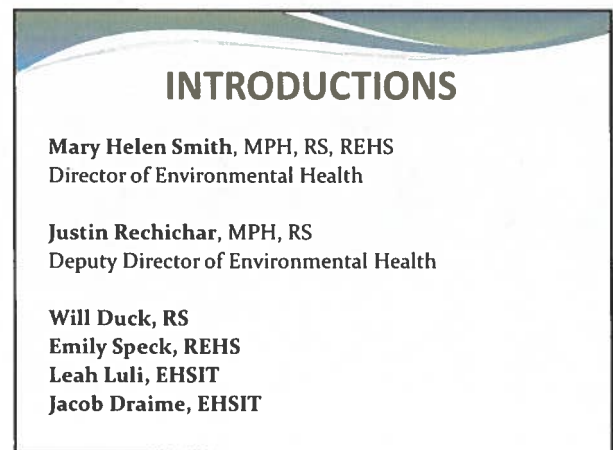 INTRODUCTIONS
Mary Helen Smith, MPH, RS, REHS
Director of Environmental Health
Justin Rechichar, MPH, RS
Deputy Director of Environmental Health
Will Duck, RS
Emily Speck, REHS
Leah Luli, EHSIT
Jacob Draime, EHSIT